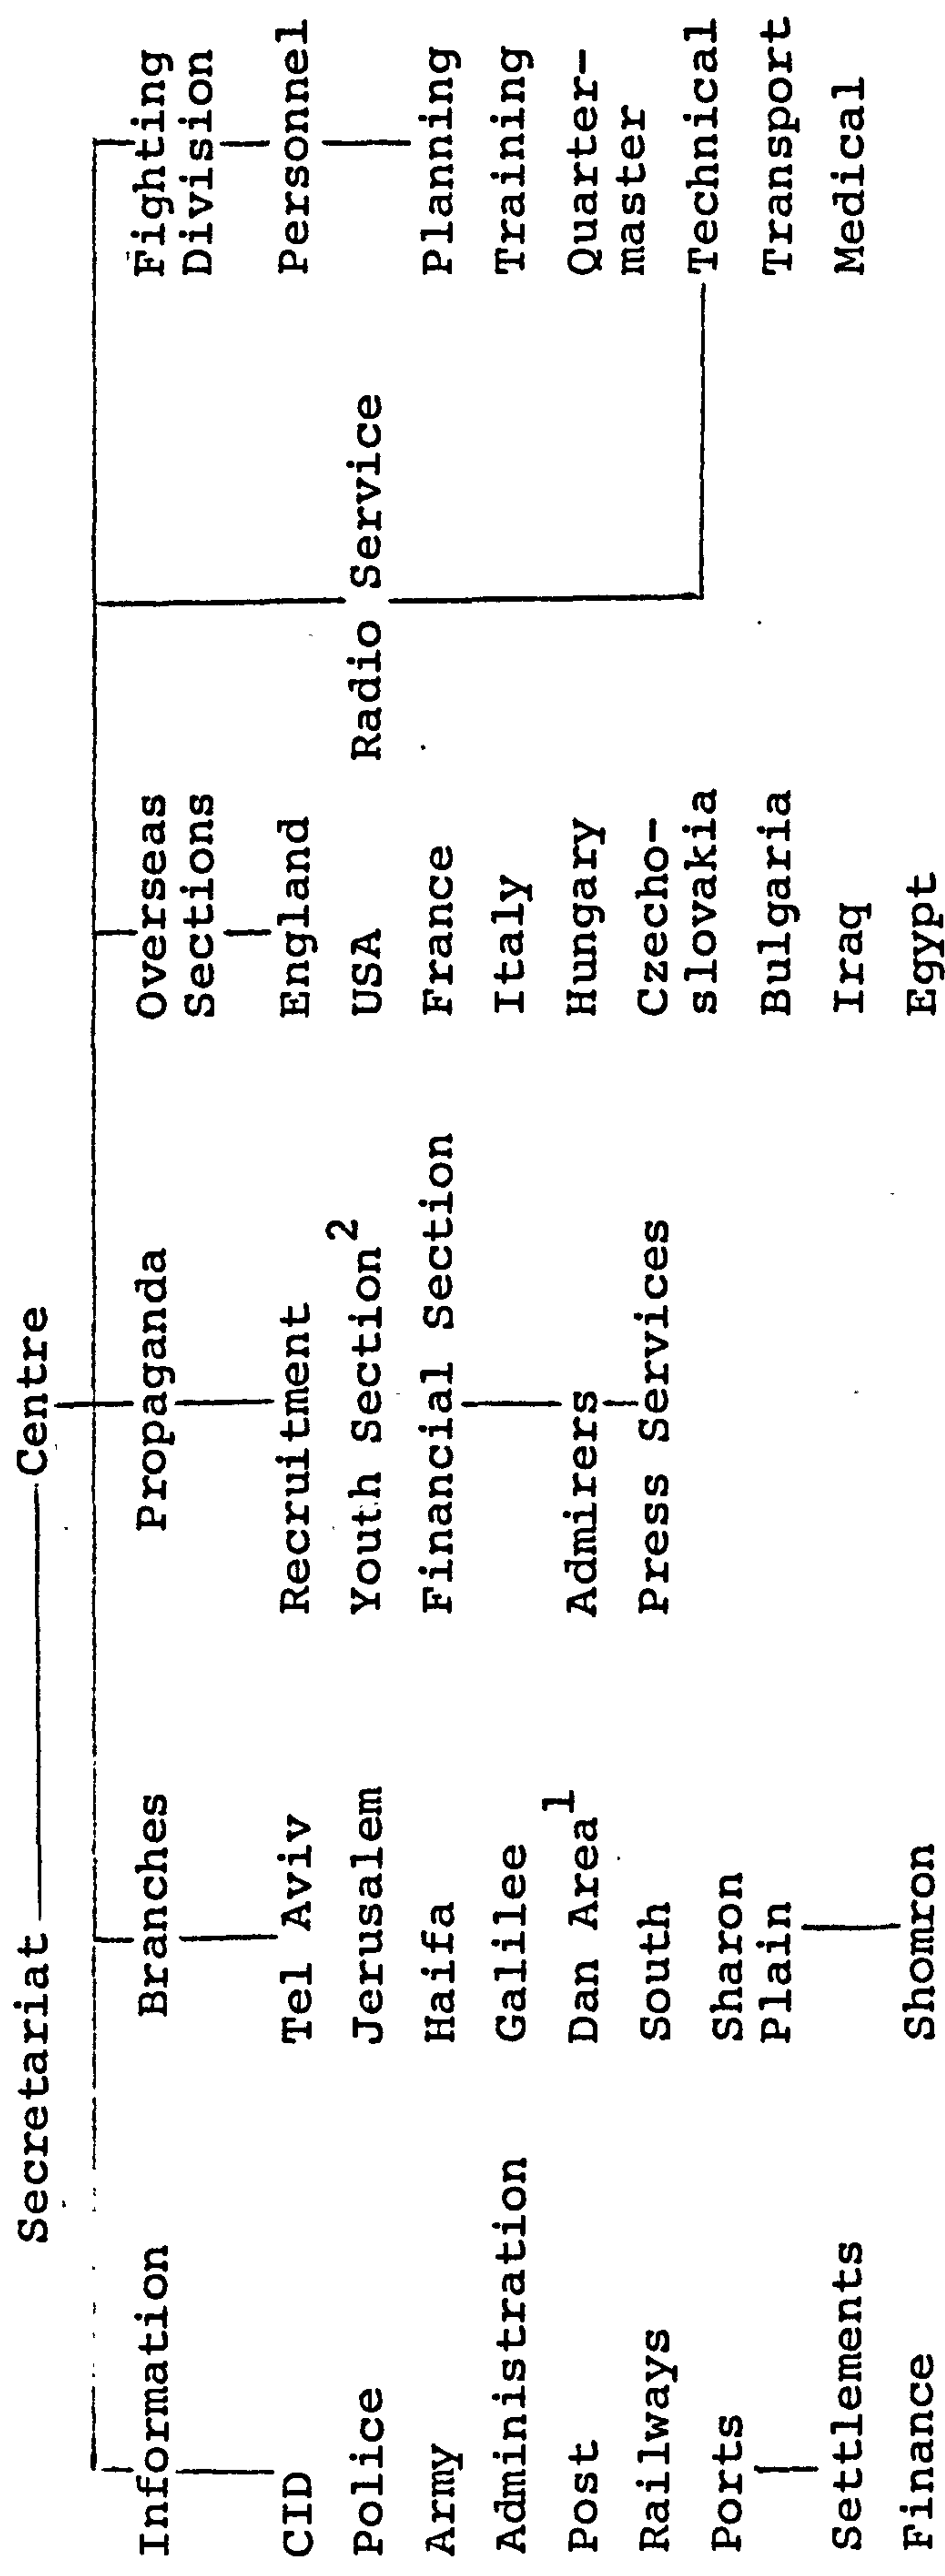 Secretariat Centre
Information
CID
Police
Army
Administration
Post
Railways
Ports
Settlements
Finance
Branches
Tel Aviv
Jerusalem
Haifa
Galilee
Dan Area1
South
Sharon
Plain
Shomron
Propaganda
Recruitment
Youth Section2
Financial Section
Admirers
Press Services
Overseas
Sections
England
USA
France
Italy
Hungary
Czecho-
slovakia
Bulgaria
Iraq
Egypt
Radio Service
Fighting
Division
Personnel
Planning
Training
Quarter-
master
Technical
Transport
Medical